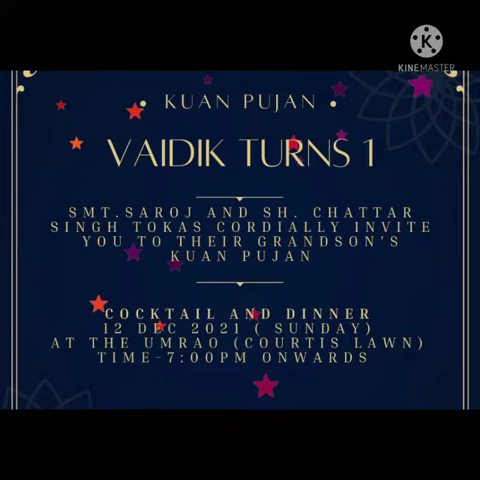 K
KINEMASTER
• KUAN PUJAN •
VAIDIK TURNS 1
SMT.SAROJ AND SH. CHATTAR
SINGH TOKAS CORDIALLY INVITE
YOU TO THEIR GRANDSON'S
KUAN PUJAN
COCKTAIL AND DINNER
12 DEC 2021 ( SUNDAY)
AT THE UMRAO (COURTIS LAWN)
TIME-7:00PM ONWARDS